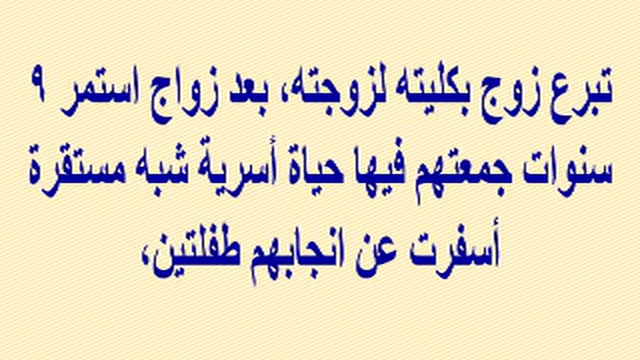 تبرع زوج بكليته لزوجته، بعد زواج استمر ٩
سنوات جمعتهم فيها حياة أسرية شبه مستقرة
أسفرت عن انجابهم طفلتين،